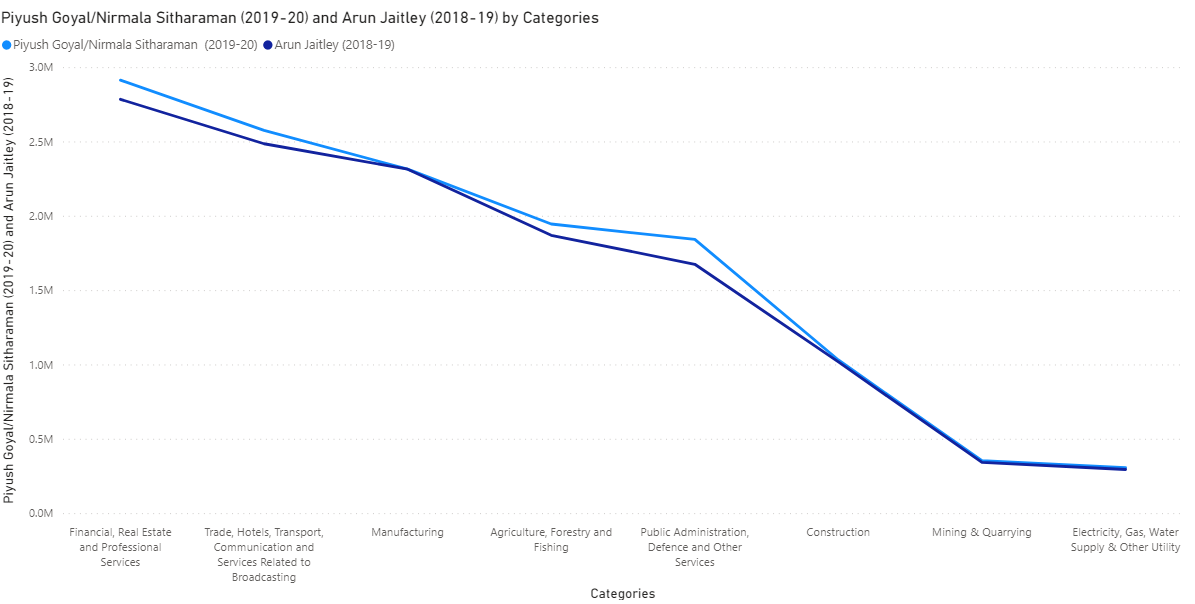 Piyush Goyal/Nirmala Sitharaman (2019-20) and Arun Jaitley (2018-19) by Categories
Piyush Goyal/Nirmala Sitharaman (2019-20) Arun Jaitley (2018-19)
Piyush Goyal/Nirmala Sitharaman (2019-20) and Arun Jaitley (2018-19)
3.0M
2.5M
2.0M
1.5M
1.0M
0.5M
0.0M
Financial, Real Estate
and Professional
Services
Trade, Hotels, Transport,
Communication and
Services Related to
Broadcasting
Manufacturing
Agriculture, Forestry and
Fishing
Public Administration,
Defence and Other
Services
Construction
Mining & Quarrying
Electricity, Gas, Water
Supply & Other Utility
Categories